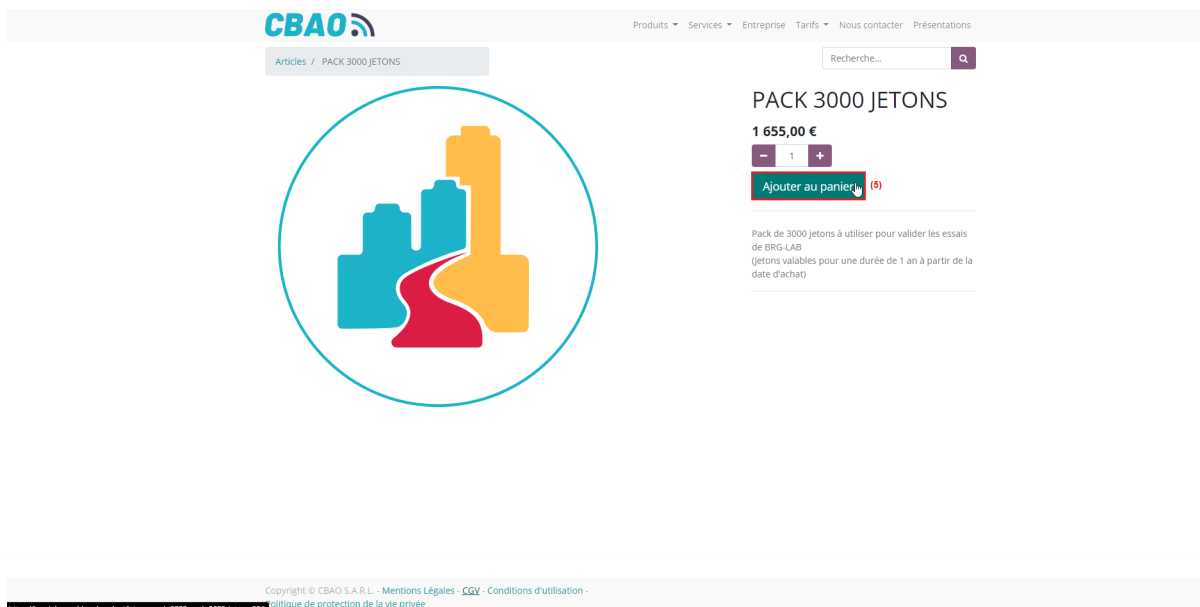 CBAO
Produits Services Entreprise Tarifs Nous contacter Présentations
Articles / PACK 3000 JETONS
Recherche...
PACK 3000 JETONS
1 655,00 €
- 1 +
Ajouter au panier (5)
Pack de 3000 jetons à utiliser pour valider les essais
de BRG-LAB
(Jetons valables pour une durée de 1 an à partir de la
date d'achat)
Copyright © CBAO S.A.R.L. - Mentions Légales - CGV - Conditions d'utilisation -
Politique de protection de la vie privée